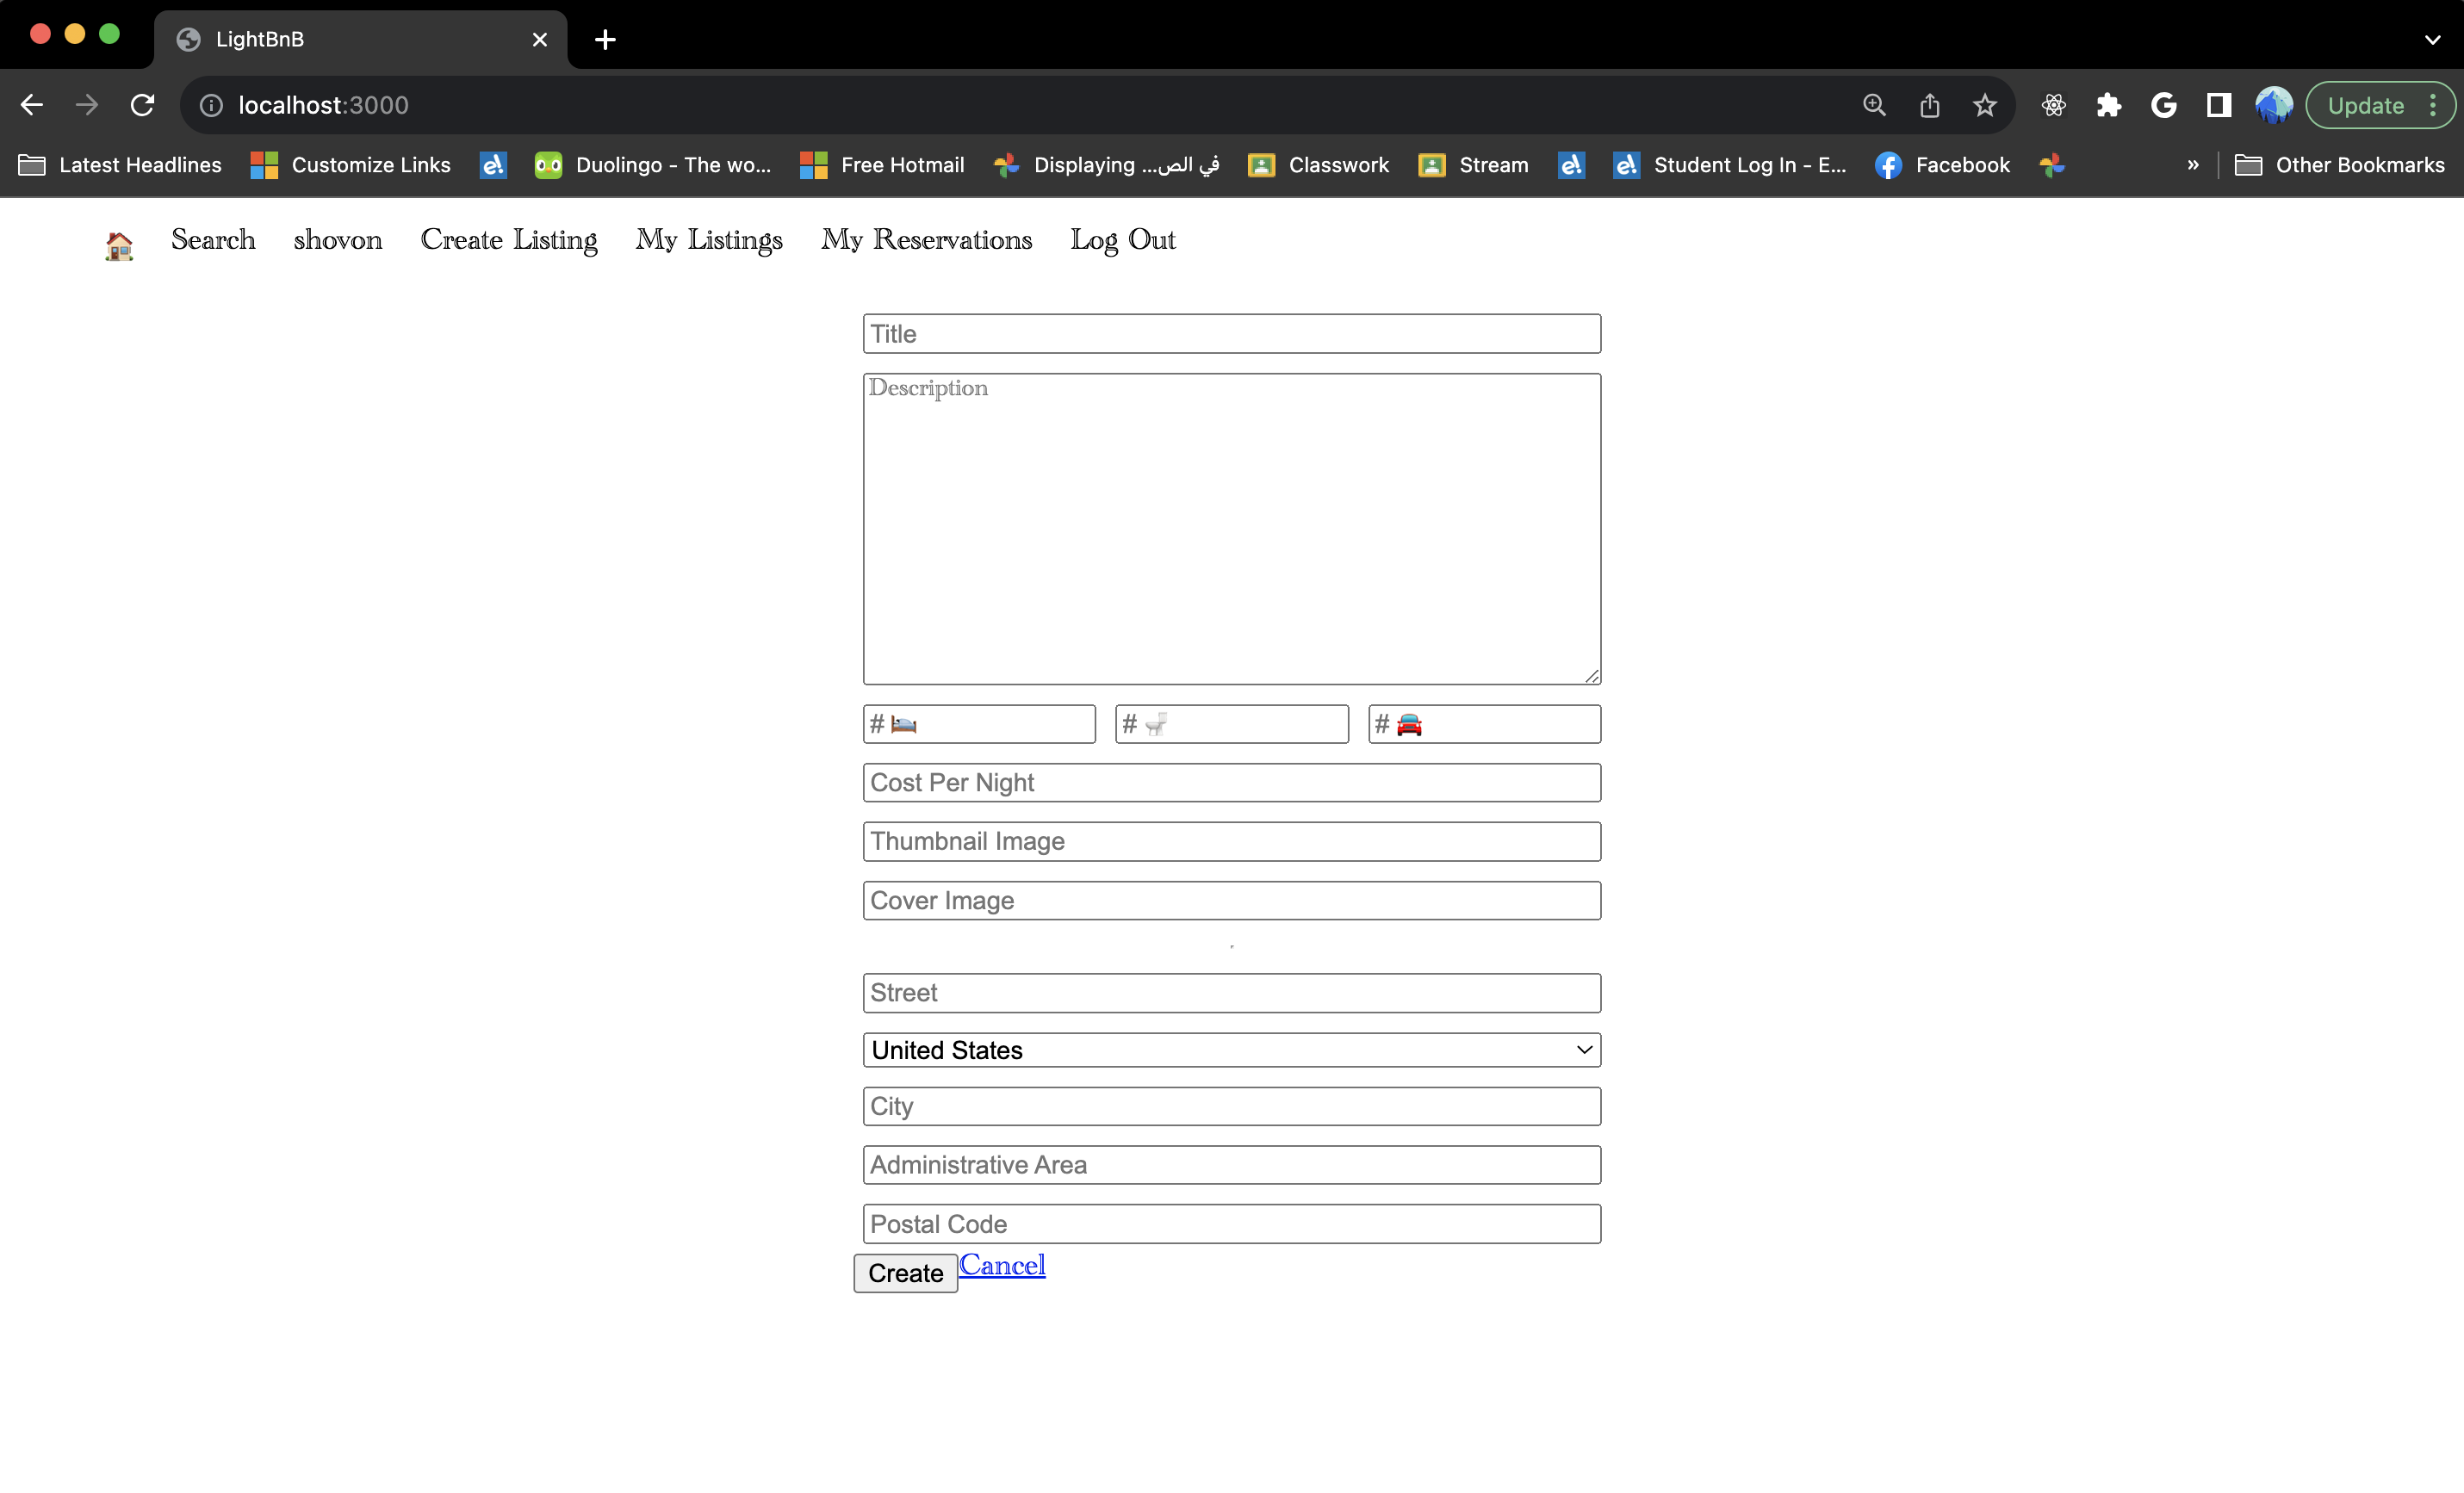 LightBnB
localhost:3000
Update
Latest Headlines Customize Links Duolingo - The wo... Free Hotmail Displaying ...في الص Classwork Stream Student Log In - E... Facebook » Other Bookmarks
Search shovon Create Listing My Listings My Reservations Log Out
Title
Description
# # #
Cost Per Night
Thumbnail Image
Cover Image
Street
United States
City
Administrative Area
Postal Code
Create Cancel